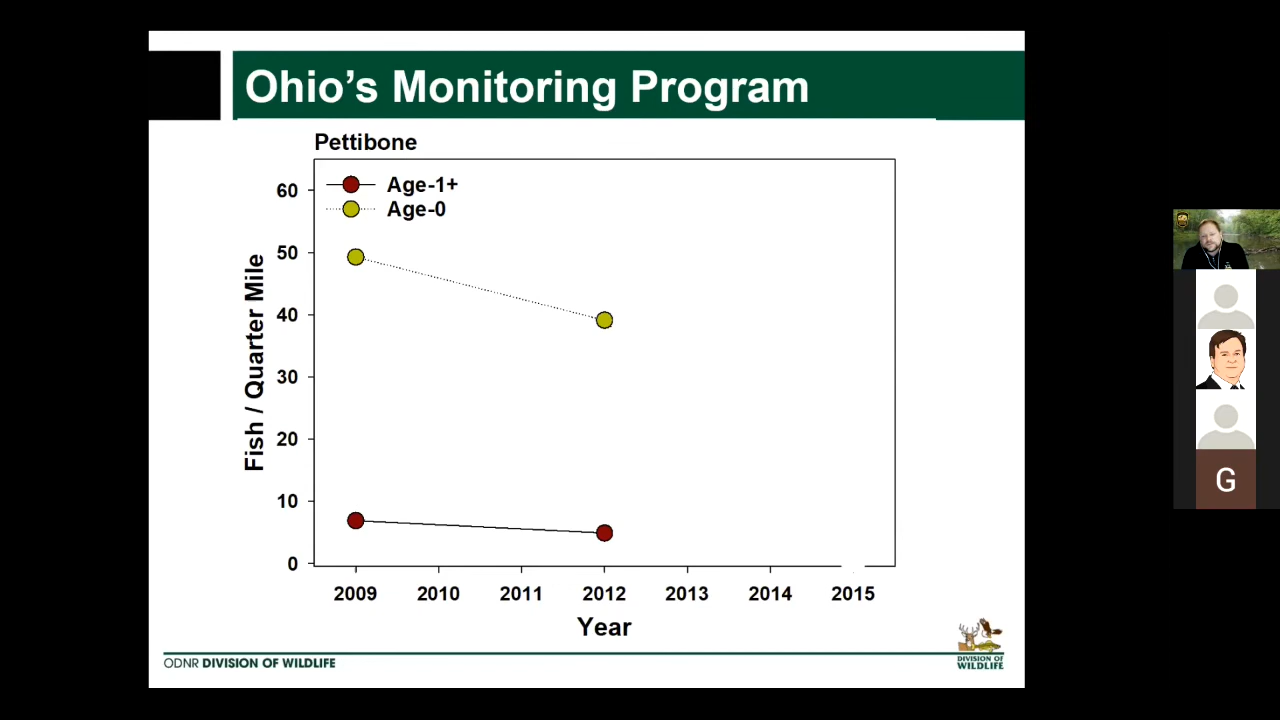 Ohio's Monitoring Program
Pettibone
Age-1+
Age-0
Fish / Quarter Mile
60
50
40
30
20
10
0
2009 2010 2011 2012 2013 2014 2015
Year
ODNR DIVISION OF WILDLIFE
DIVISION OF
WILDLIFE
G